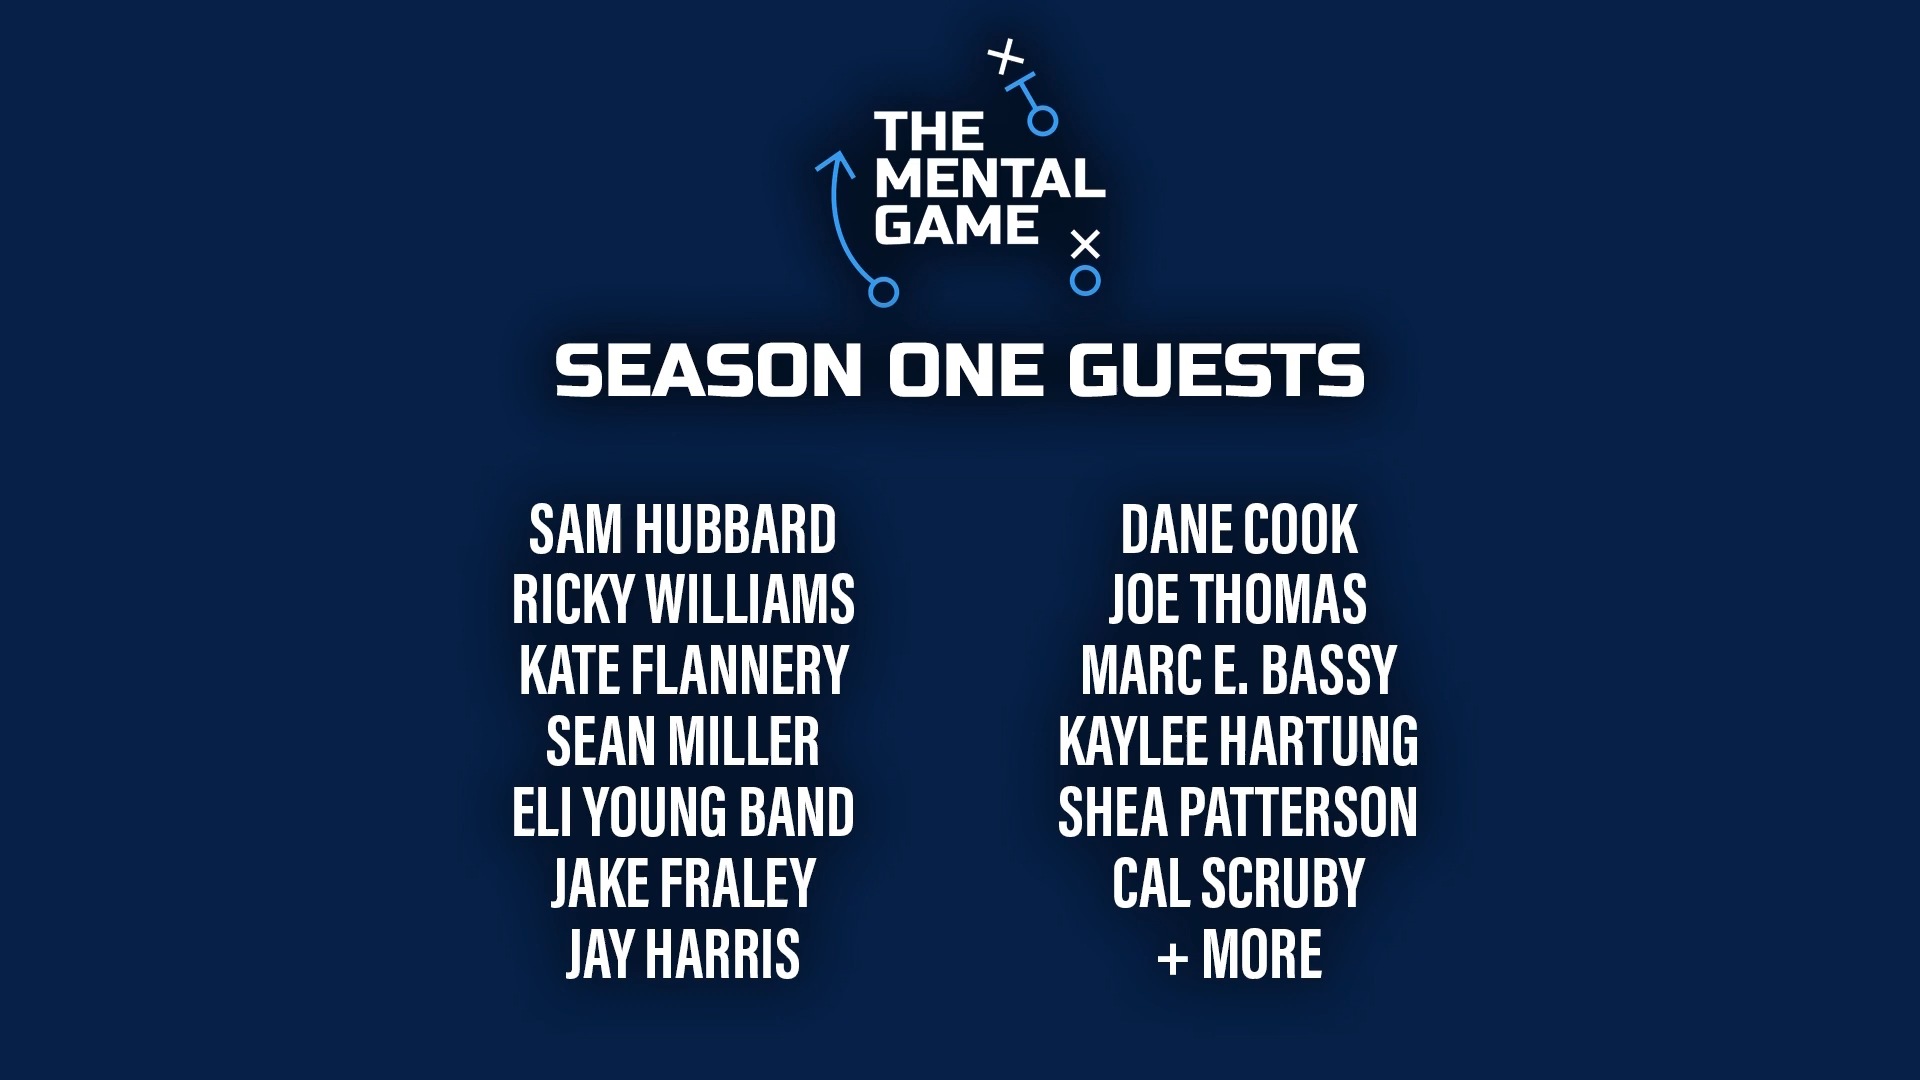 THE
MENTAL
GAME
SEASON ONE GUESTS
SAM HUBBARD
RICKY WILLIAMS
KATE FLANNERY
SEAN MILLER
ELI YOUNG BAND
JAKE FRALEY
JAY HARRIS
DANE COOK
JOE THOMAS
MARC E. BASSY
KAYLEE HARTUNG
SHEA PATTERSON
CAL SCRUBY
+ MORE